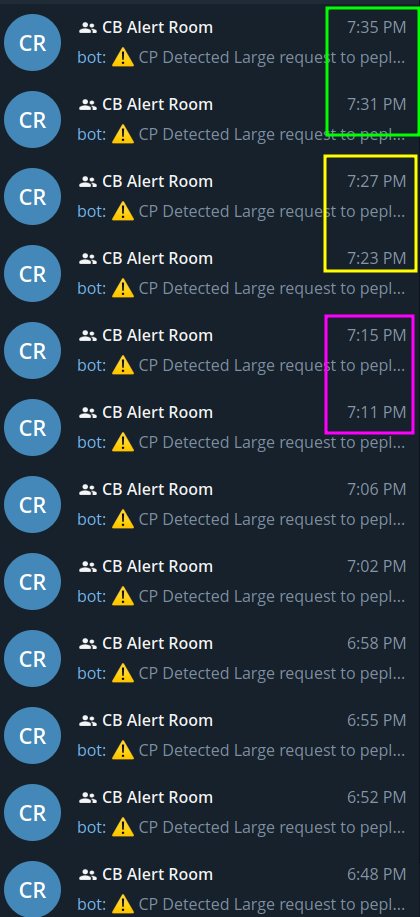 CR CB Alert Room 7:35 PM
bot: ⚠️ CP Detected Large request to pepl...
CR CB Alert Room 7:31 PM
bot: ⚠️ CP Detected Large request to pepl...
CR CB Alert Room 7:27 PM
bot: ⚠️ CP Detected Large request to pepl...
CR CB Alert Room 7:23 PM
bot: ⚠️ CP Detected Large request to pepl...
CR CB Alert Room 7:15 PM
bot: ⚠️ CP Detected Large request to pepl...
CR CB Alert Room 7:11 PM
bot: ⚠️ CP Detected Large request to pepl...
CR CB Alert Room 7:06 PM
bot: ⚠️ CP Detected Large request to pepl...
CR CB Alert Room 7:02 PM
bot: ⚠️ CP Detected Large request to pepl...
CR CB Alert Room 6:58 PM
bot: ⚠️ CP Detected Large request to pepl...
CR CB Alert Room 6:55 PM
bot: ⚠️ CP Detected Large request to pepl...
CR CB Alert Room 6:52 PM
bot: ⚠️ CP Detected Large request to pepl...
CR CB Alert Room 6:48 PM
bot: ⚠️ CP Detected Large request to pepl...